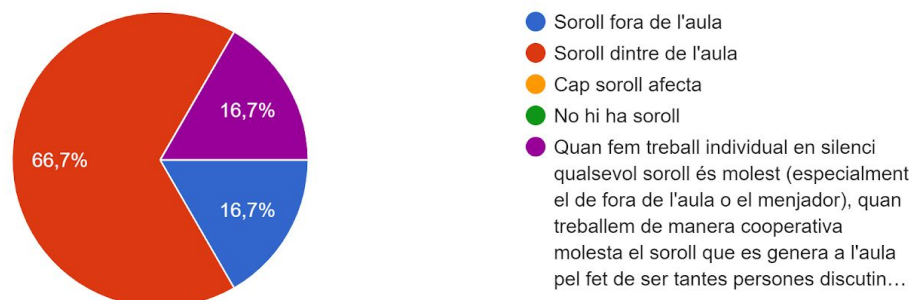 66,7%
16,7%
16,7%
Soroll fora de l'aula
Soroll dintre de l'aula
Cap soroll afecta
No hi ha soroll
Quan fem treball individual en silenci
qualsevol soroll és molest (especialment
el de fora de l'aula o el menjador), quan
treballem de manera cooperativa
molesta el soroll que es genera a l'aula
pel fet de ser tantes persones discutin…